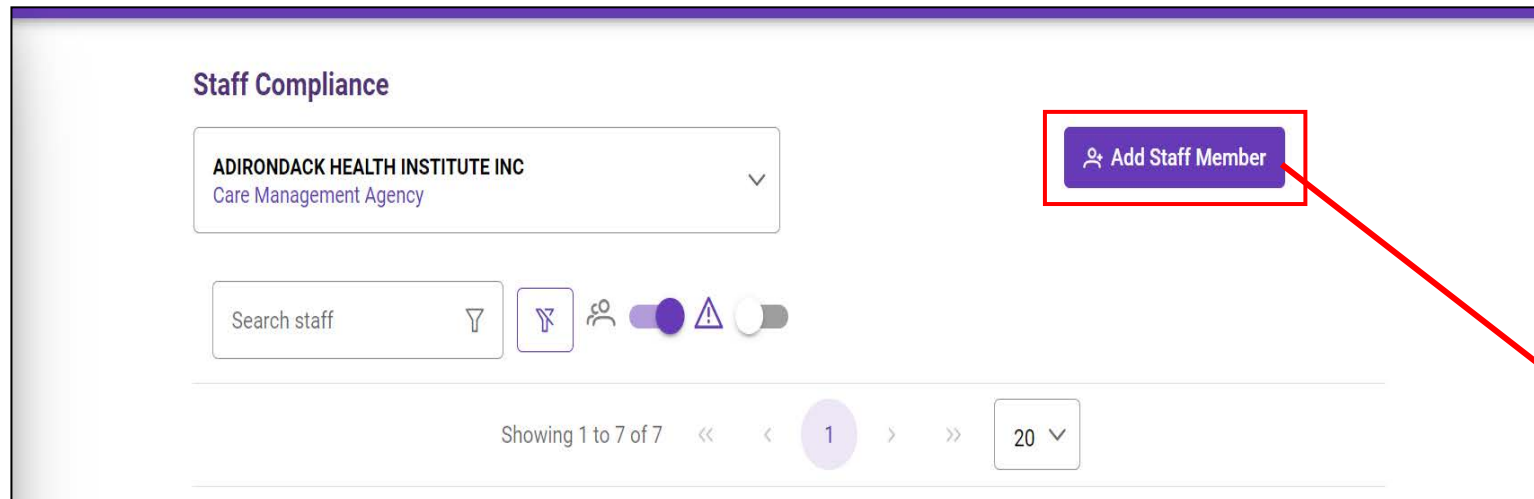 Staff Compliance
ADIRONDACK HEALTH INSTITUTE INC
Care Management Agency
Add Staff Member
Search staff
Showing 1 to 7 of 7 « < 1 > » 20